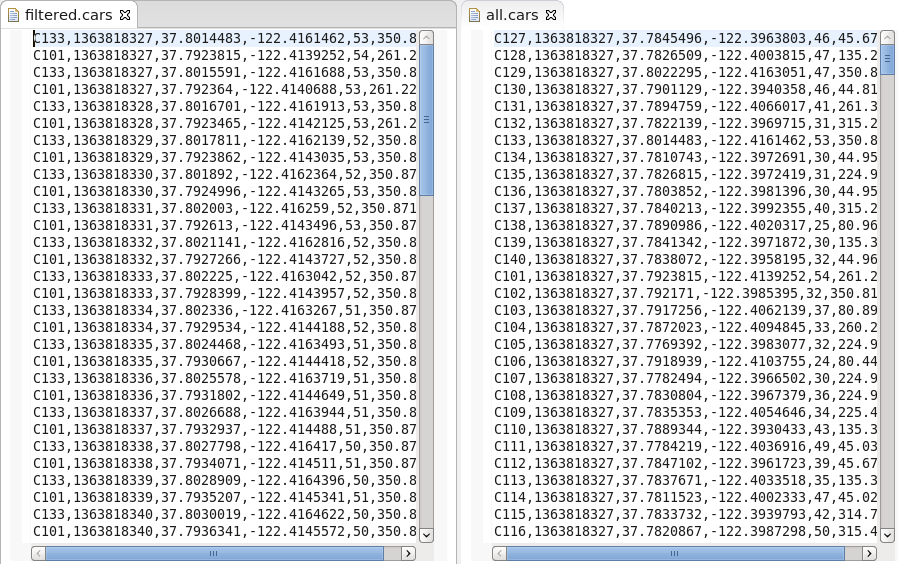 filtered.cars
C133,1363818327,37.8014483,-122.4161462,53,350.8
C101,1363818327,37.7923815,-122.4139252,54,261.2
C133,1363818327,37.8015591,-122.4161688,53,350.8
C101,1363818327,37.792364,-122.4140688,53,261.22
C133,1363818328,37.8016701,-122.4161913,53,350.8
C101,1363818328,37.7923465,-122.4142125,53,261.2
C133,1363818329,37.8017811,-122.4162139,52,350.8
C101,1363818329,37.7923862,-122.4143035,53,350.8
C133,1363818330,37.801892,-122.4162364,52,350.87
C101,1363818330,37.7924996,-122.4143265,53,350.8
C133,1363818331,37.802003,-122.416259,52,350.871
C101,1363818331,37.792613,-122.4143496,53,350.87
C133,1363818332,37.8021141,-122.4162816,52,350.8
C101,1363818332,37.7927266,-122.4143727,52,350.8
C133,1363818333,37.802225,-122.4163042,52,350.87
C101,1363818333,37.7928399,-122.4143957,52,350.8
C133,1363818334,37.802336,-122.4163267,51,350.87
C101,1363818334,37.7929534,-122.4144188,52,350.8
C133,1363818335,37.8024468,-122.4163493,51,350.8
C101,1363818335,37.7930667,-122.4144418,52,350.8
C133,1363818336,37.8025578,-122.4163719,51,350.8
C101,1363818336,37.7931802,-122.4144649,51,350.8
C133,1363818337,37.8026688,-122.4163944,51,350.8
C101,1363818337,37.7932937,-122.414488,51,350.87
C133,1363818338,37.8027798,-122.416417,50,350.87
C101,1363818338,37.7934071,-122.414511,51,350.87
C133,1363818339,37.8028909,-122.4164396,50,350.8
C101,1363818339,37.7935207,-122.4145341,51,350.8
C133,1363818340,37.8030019,-122.4164622,50,350.8
C101,1363818340,37.7936341,-122.4145572,50,350.8
all.cars
C127,1363818327,37.7845496,-122.3963803,46,45.67
C128,1363818327,37.7826509,-122.4003815,47,135.2
C129,1363818327,37.8022295,-122.4163051,47,350.8
C130,1363818327,37.7901129,-122.3940358,46,44.81
C131,1363818327,37.7894759,-122.4066017,41,261.3
C132,1363818327,37.7822139,-122.3969715,31,315.2
C133,1363818327,37.8014483,-122.4161462,53,350.8
C134,1363818327,37.7810743,-122.3972691,30,44.95
C135,1363818327,37.7826815,-122.3972419,31,224.9
C136,1363818327,37.7803852,-122.3981396,30,44.95
C137,1363818327,37.7840213,-122.3992355,40,315.2
C138,1363818327,37.7890986,-122.4020317,25,80.96
C139,1363818327,37.7841342,-122.3971872,30,135.3
C140,1363818327,37.7838072,-122.3958195,32,44.96
C101,1363818327,37.7923815,-122.4139252,54,261.2
C102,1363818327,37.792171,-122.3985395,32,350.81
C103,1363818327,37.7917256,-122.4062139,37,80.89
C104,1363818327,37.7872023,-122.4094845,33,260.2
C105,1363818327,37.7769392,-122.3983077,32,224.9
C106,1363818327,37.7918939,-122.4103755,24,80.44
C107,1363818327,37.7782494,-122.3966502,30,224.9
C108,1363818327,37.7830804,-122.3967379,36,224.9
C109,1363818327,37.7835353,-122.4054646,34,225.4
C110,1363818327,37.7889344,-122.3930433,43,135.3
C111,1363818327,37.7784219,-122.4036916,49,45.03
C112,1363818327,37.7847102,-122.3961723,39,45.67
C113,1363818327,37.7837671,-122.4033518,35,135.3
C114,1363818327,37.7811523,-122.4002333,47,45.02
C115,1363818327,37.7833732,-122.3939793,42,314.7
C116,1363818327,37.7820867,-122.3987298,50,315.4